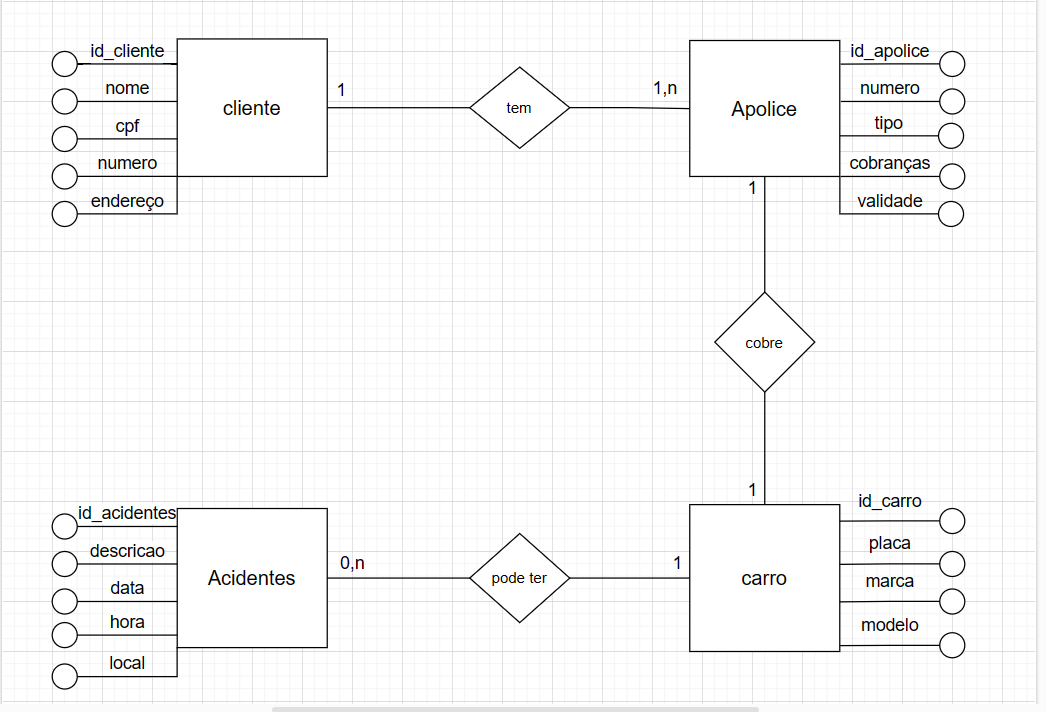 id_cliente
nome
cpf
numero
endereço
cliente
1
tem
1,n
Apolice
id_apolice
numero
tipo
cobranças
validade
1
cobre
1
id_acidentes
descricao
data
hora
local
Acidentes
0,n
pode ter
1
carro
id_carro
placa
marca
modelo